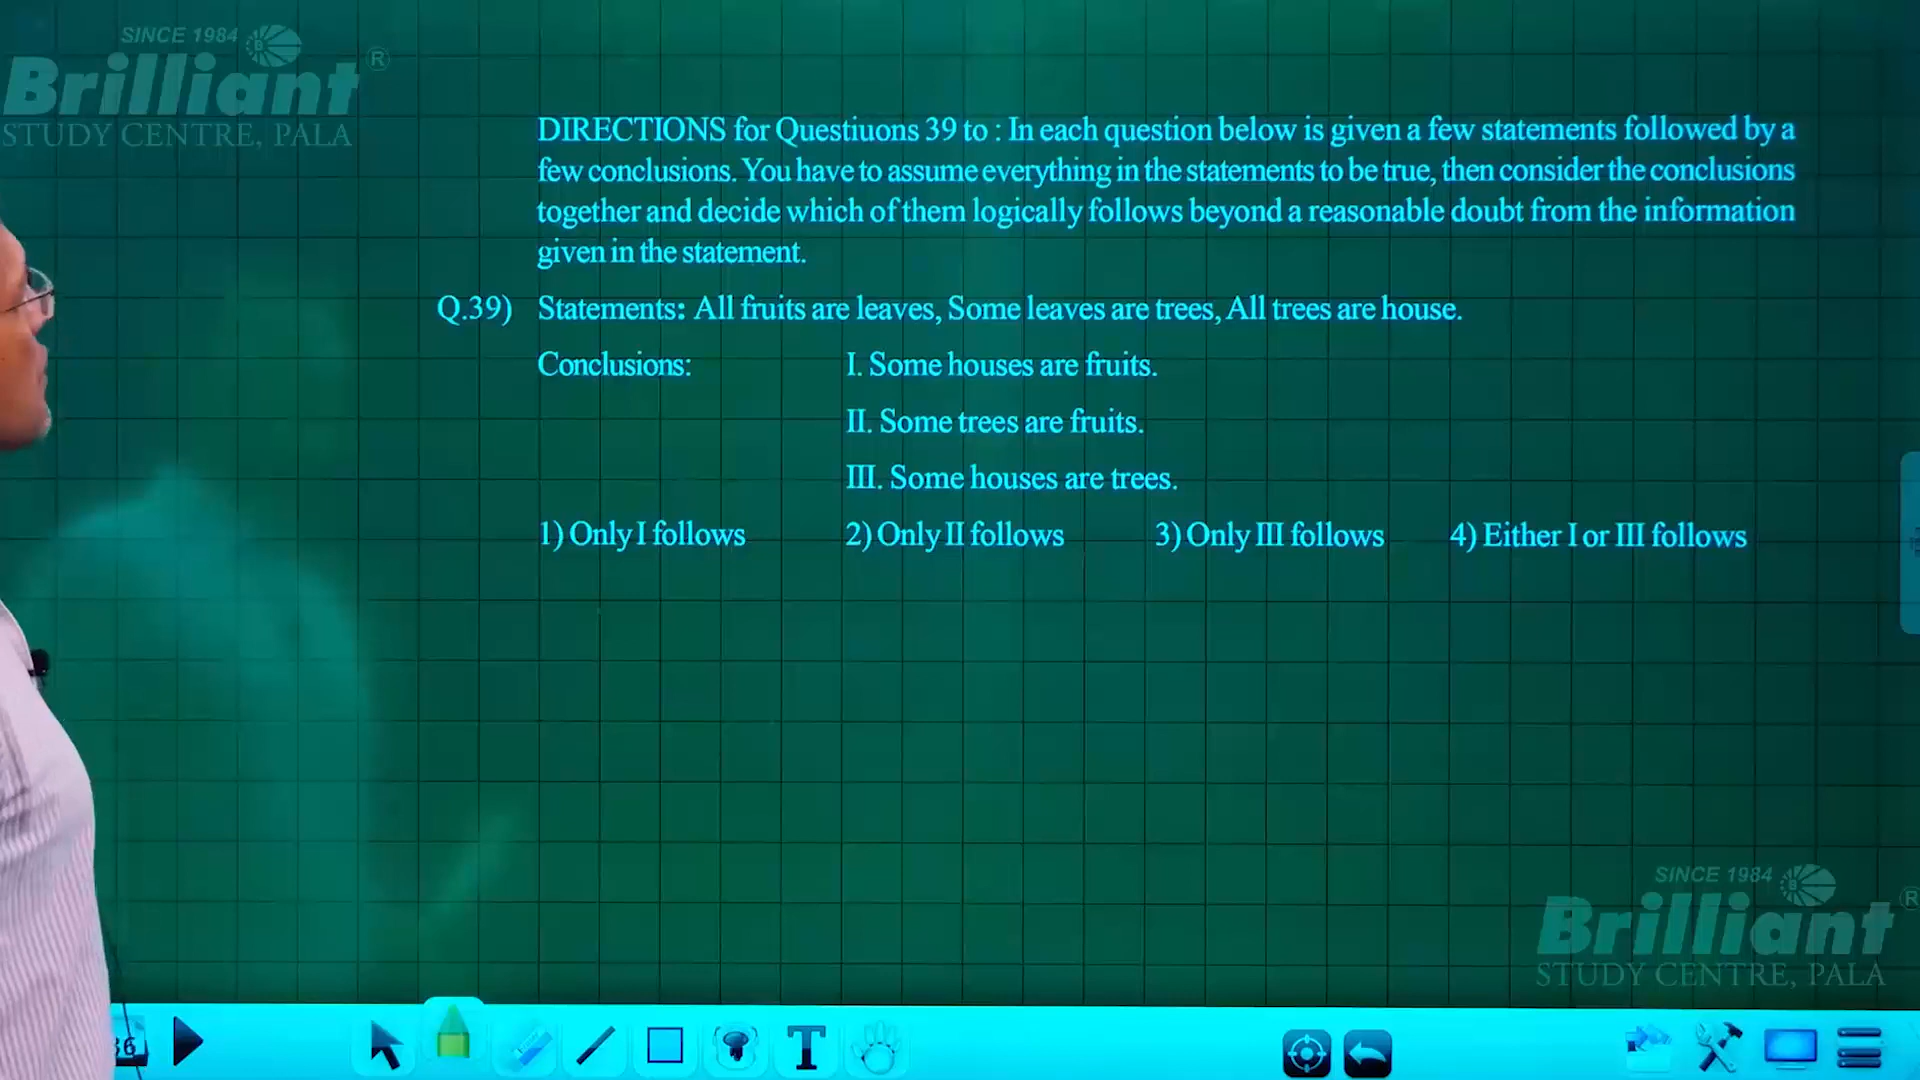 SINCE 1984
Brilliant ®
STUDY CENTRE, PALA
DIRECTIONS for Questiuons 39 to : In each question below is given a few statements followed by a
few conclusions. You have to assume everything in the statements to be true, then consider the conclusions
together and decide which of them logically follows beyond a reasonable doubt from the information
given in the statement.
Q.39) Statements: All fruits are leaves, Some leaves are trees, All trees are house.
Conclusions: I. Some houses are fruits.
II. Some trees are fruits.
III. Some houses are trees.
1) Only I follows 2) Only II follows 3) Only III follows 4) Either I or III follows
SINCE 1984
Brilliant ®
STUDY CENTRE, PALA
36
T